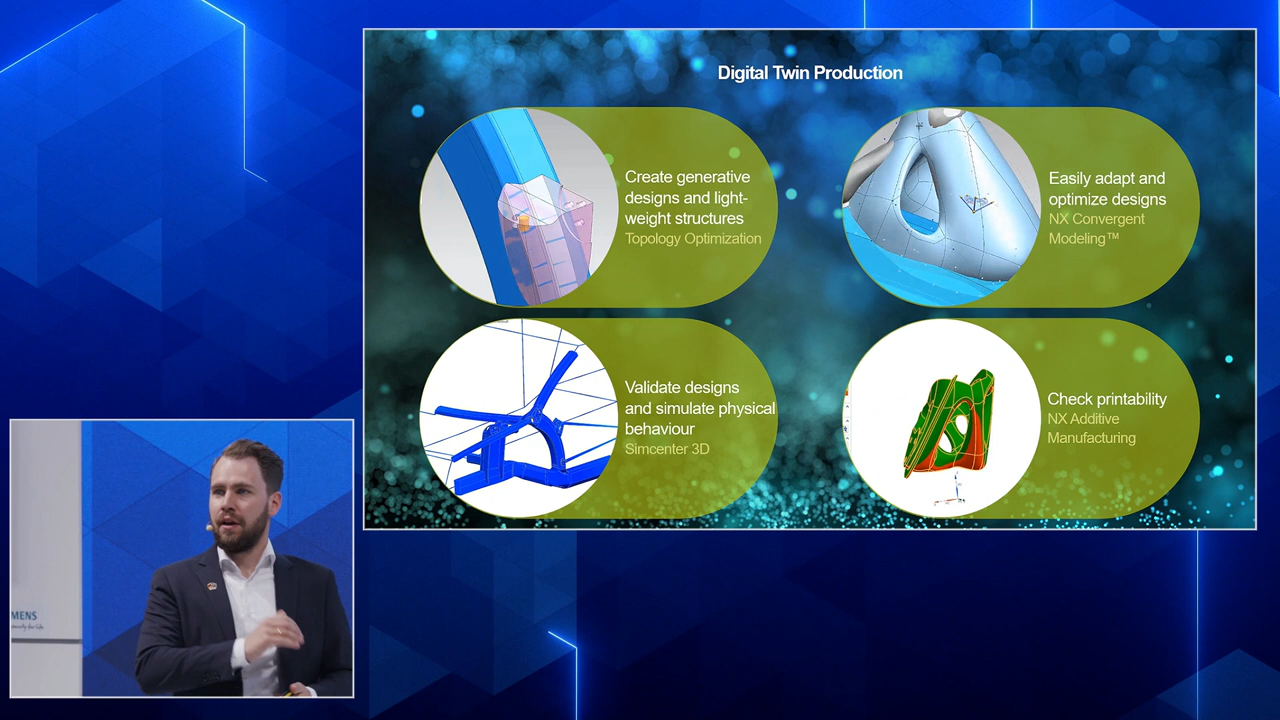 Digital Twin Production
Create generative
designs and light-
weight structures
Topology Optimization
Easily adapt and
optimize designs
NX Convergent
Modeling™
Validate designs
and simulate physical
behaviour
Simcenter 3D
Check printability
NX Additive
Manufacturing
MENS